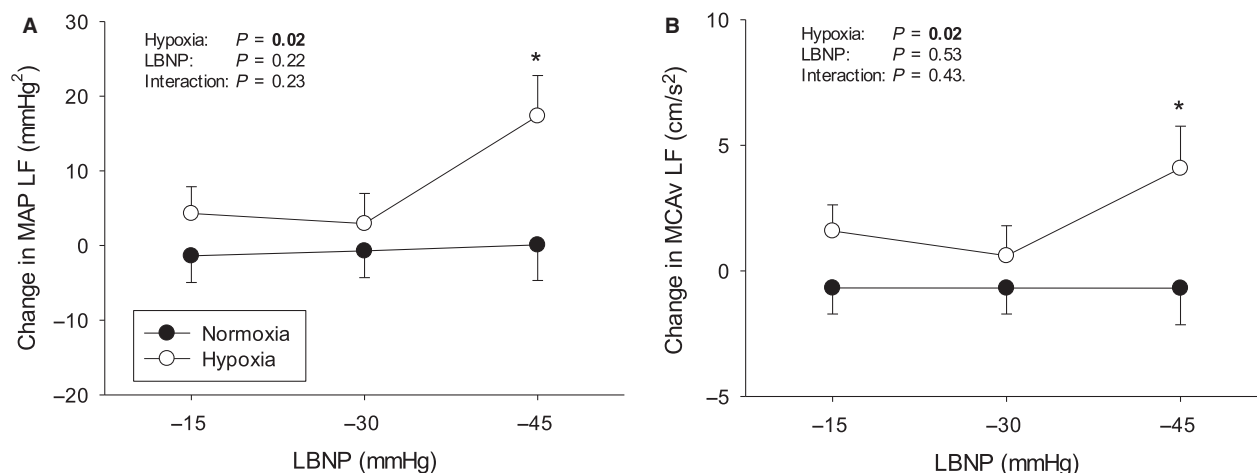 A
Hypoxia: P = 0.02
LBNP: P = 0.22
Interaction: P = 0.23
*
Change in MAP LF (mmHg²)
30
20
10
0
–10
–20
Normoxia
Hypoxia
–15 –30 –45
LBNP (mmHg)
B
Hypoxia: P = 0.02
LBNP: P = 0.53
Interaction: P = 0.43.
*
Change in MCAv LF (cm/s²)
10
5
0
–5
–15 –30 –45
LBNP (mmHg)